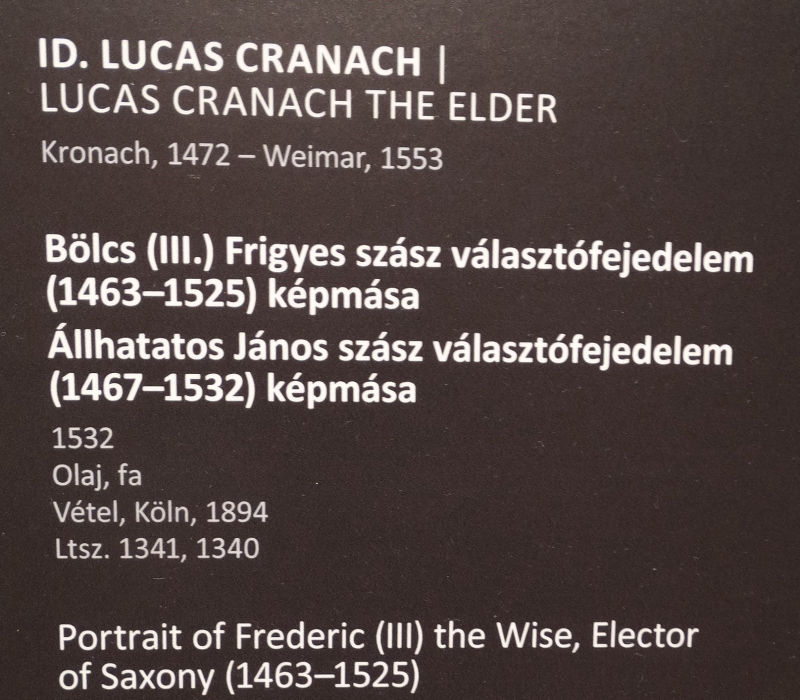 ID. LUCAS CRANACH |
LUCAS CRANACH THE ELDER
Kronach, 1472 – Weimar, 1553
Bölcs (III.) Frigyes szász választófejedelem
(1463–1525) képmása
Állhatatos János szász választófejedelem
(1467–1532) képmása
1532
Olaj, fa
Vétel, Köln, 1894
Ltsz. 1341, 1340
Portrait of Frederic (III) the Wise, Elector
of Saxony (1463–1525)